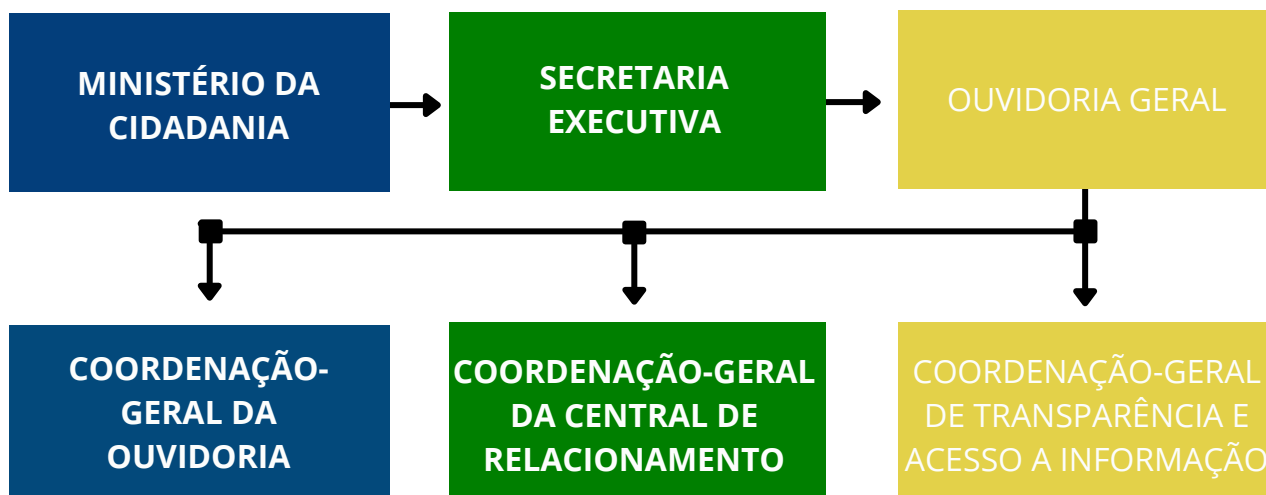 MINISTÉRIO DA
CIDADANIA
SECRETARIA
EXECUTIVA
OUVIDORIA GERAL
COORDENAÇÃO-
GERAL DA
OUVIDORIA
COORDENAÇÃO-GERAL
DA CENTRAL DE
RELACIONAMENTO
COORDENAÇÃO-GERAL
DE TRANSPARÊNCIA E
ACESSO A INFORMAÇÃO